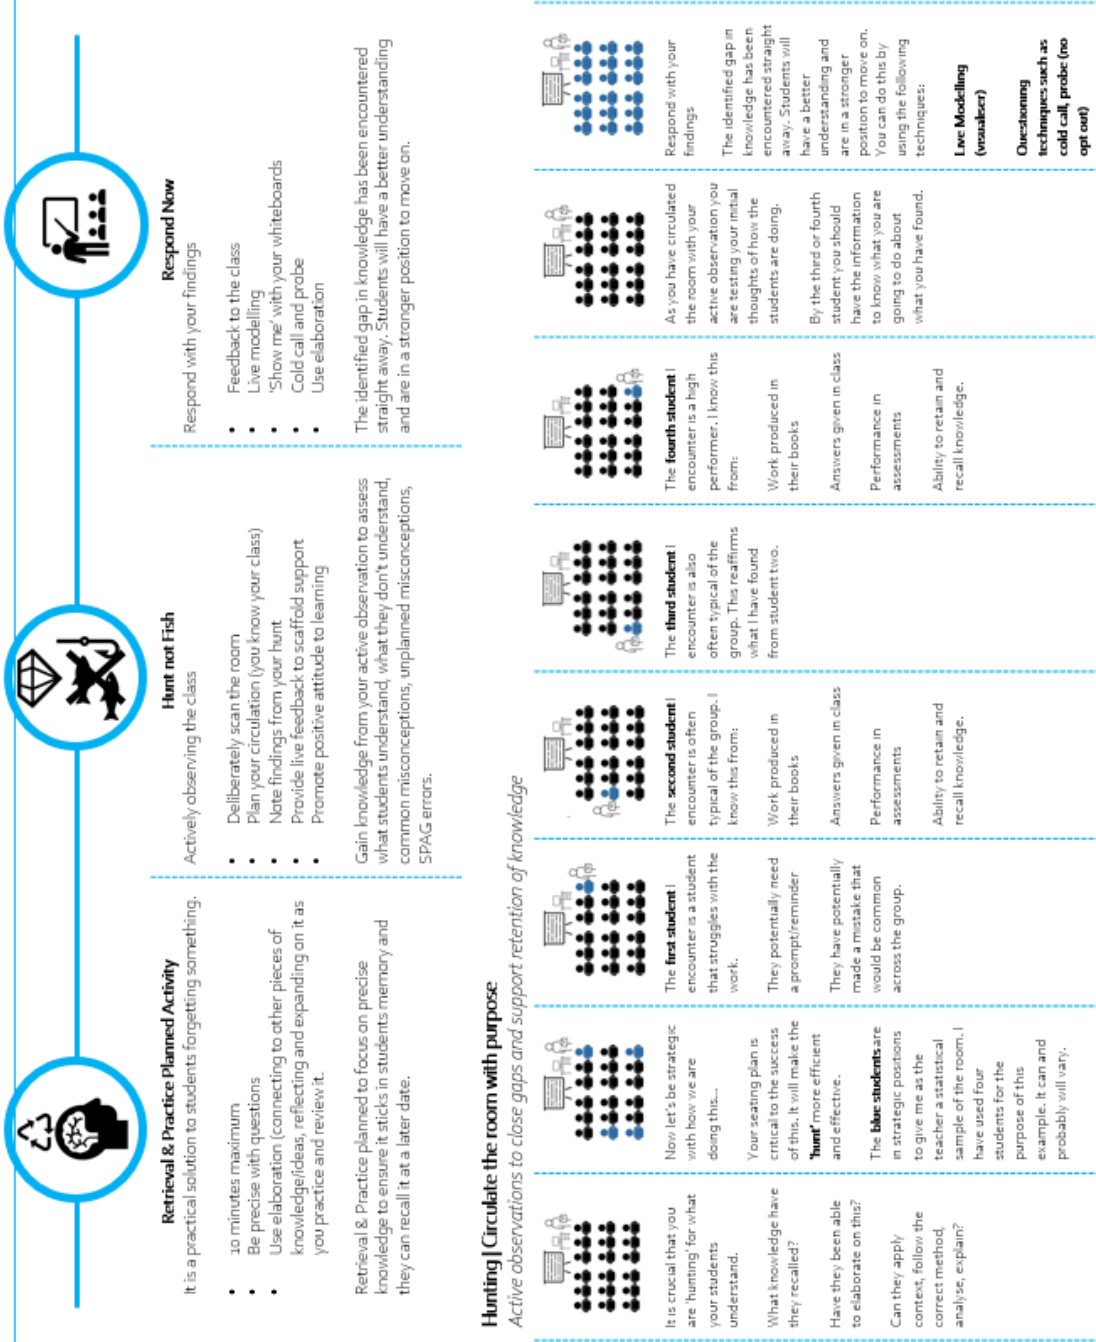 Retrieval & Practice Planned Activity
It is a practical solution to students forgetting something.
• 10 minutes maximum
• Be precise with questions
• Use elaboration (connecting to other pieces of
knowledge/ideas, reflecting and expanding on it as
you practice and review it.
Retrieval & Practice planned to focus on precise
knowledge to ensure it sticks in students memory and
they can recall it at a later date.
Hunt not Fish
Actively observing the class
• Deliberately scan the room
• Plan your circulation (you know your class)
• Note findings from your hunt
• Provide live feedback to scaffold support
• Promote positive attitude to learning
Gain knowledge from your active observation to assess
what students understand, what they don't understand,
common misconceptions, unplanned misconceptions,
SPAG errors.
Respond Now
Respond with your findings
• Feedback to the class
• Live modelling
• 'Show me' with your whiteboards
• Cold call and probe
• Use elaboration
The identified gap in knowledge has been encountered
straight away. Students will have a better understanding
and are in a stronger position to move on.
Hunting | Circulate the room with purpose
Active observations to close gaps and support retention of knowledge
It is crucial that you
are 'hunting' for what
your students
understand.
What knowledge have
they recalled?
Have they been able
to elaborate on this?
Can they apply
context, follow the
correct method,
analyse, explain?
Now let's be strategic
with how we are
doing this...
Your seating plan is
critical to the success
of this. It will make the
'hunt' more efficient
and effective.
The blue students are
in strategic positions
to give me as the
teacher a statistical
sample of the room. I
have used four
students for the
purpose of this
example. It can and
probably will vary.
The first student I
encounter is a student
that struggles with the
work.
They potentially need
a prompt/reminder
They have potentially
made a mistake that
would be common
across the group.
The second student I
encounter is often
typical of the group. I
know this from:
Work produced in
their books
Answers given in class
Performance in
assessments
Ability to retain and
recall knowledge.
The third student I
encounter is also
often typical of the
group. This reaffirms
what I have found
from student two.
The fourth student I
encounter is a high
performer. I know this
from:
Work produced in
their books
Answers given in class
Performance in
assessments
Ability to retain and
recall knowledge.
As you have circulated
the room with your
active observation you
are testing your initial
thoughts of how the
students are doing.
By the third or fourth
student you should
have the information
to know what you are
going to do about
what you have found.
Respond with your
findings
The identified gap in
knowledge has been
encountered straight
away. Students will
have a better
understanding and
are in a stronger
position to move on.
You can do this by
using the following
techniques:
Live Modelling
(visualiser)
Questioning
techniques such as
cold call, probe (no
opt out)